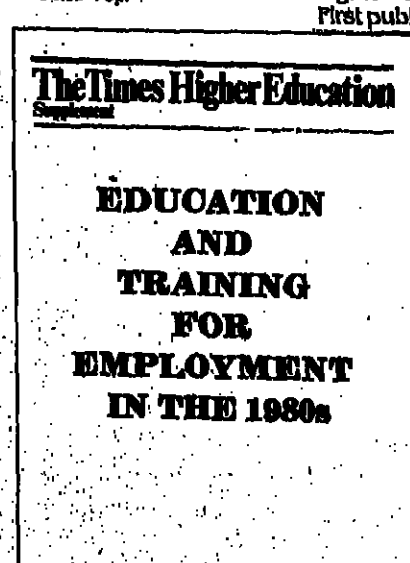 First publ
The Times Higher Education
Supplement
EDUCATION
AND
TRAINING
FOR
EMPLOYMENT
IN THE 1980s